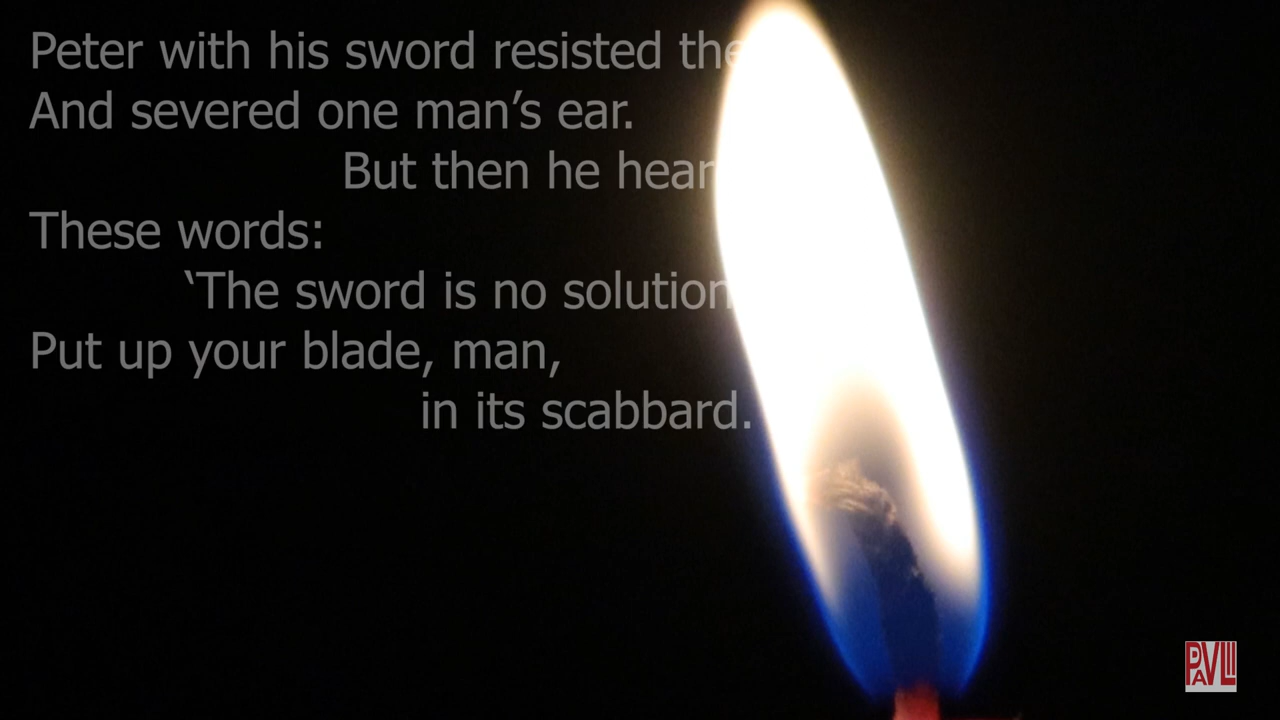 Peter with his sword resisted the
And severed one man’s ear.
But then he hear
These words:
‘The sword is no solution
Put up your blade, man,
in its scabbard.